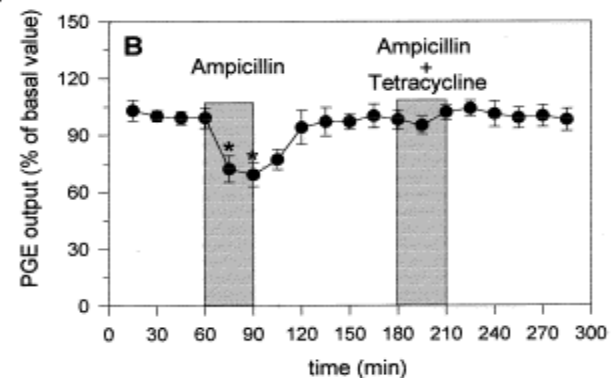 B
Ampicillin
Ampicillin
+
Tetracycline
*
*
PGE output (% of basal value)
150
120
90
60
30
0
0 30 60 90 120 150 180 210 240 270 300
time (min)